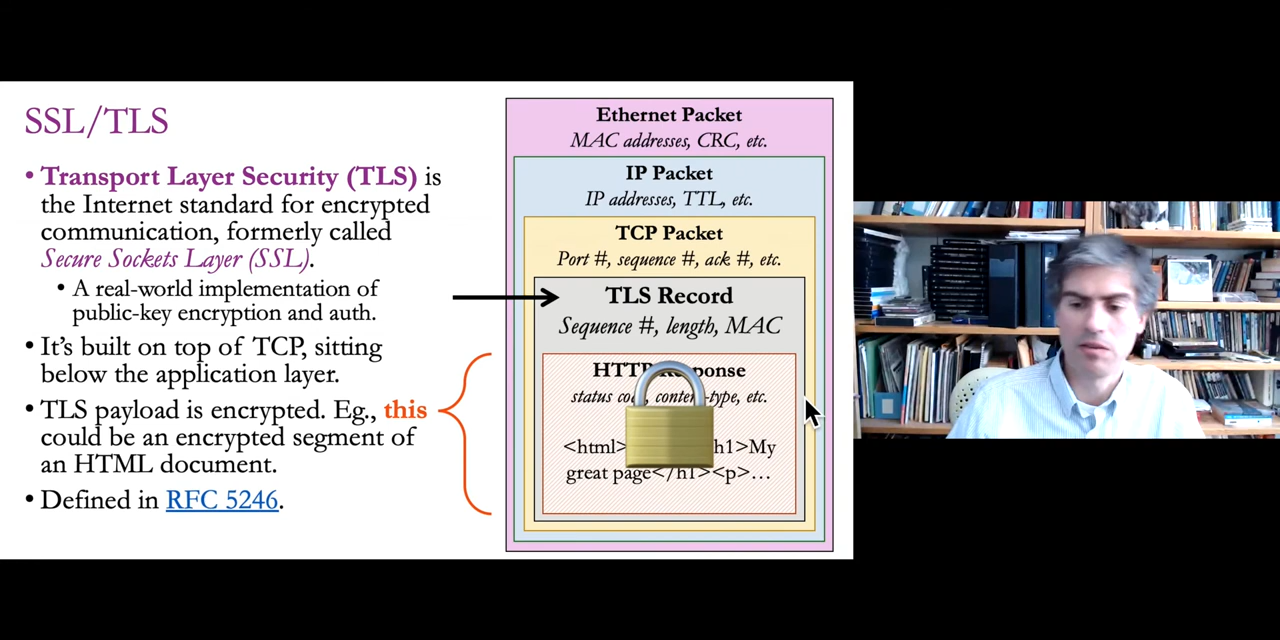 SSL/TLS
• Transport Layer Security (TLS) is
the Internet standard for encrypted
communication, formerly called
Secure Sockets Layer (SSL).
• A real-world implementation of
public-key encryption and auth.
• It's built on top of TCP, sitting
below the application layer.
• TLS payload is encrypted. Eg., this
could be an encrypted segment of
an HTML document.
• Defined in RFC 5246.
Ethernet Packet
MAC addresses, CRC, etc.
IP Packet
IP addresses, TTL, etc.
TCP Packet
Port #, sequence #, ack #, etc.
TLS Record
Sequence #, length, MAC
HTTP Response
status code, content-type, etc.
<html> h1>My
great page</h1><p>…